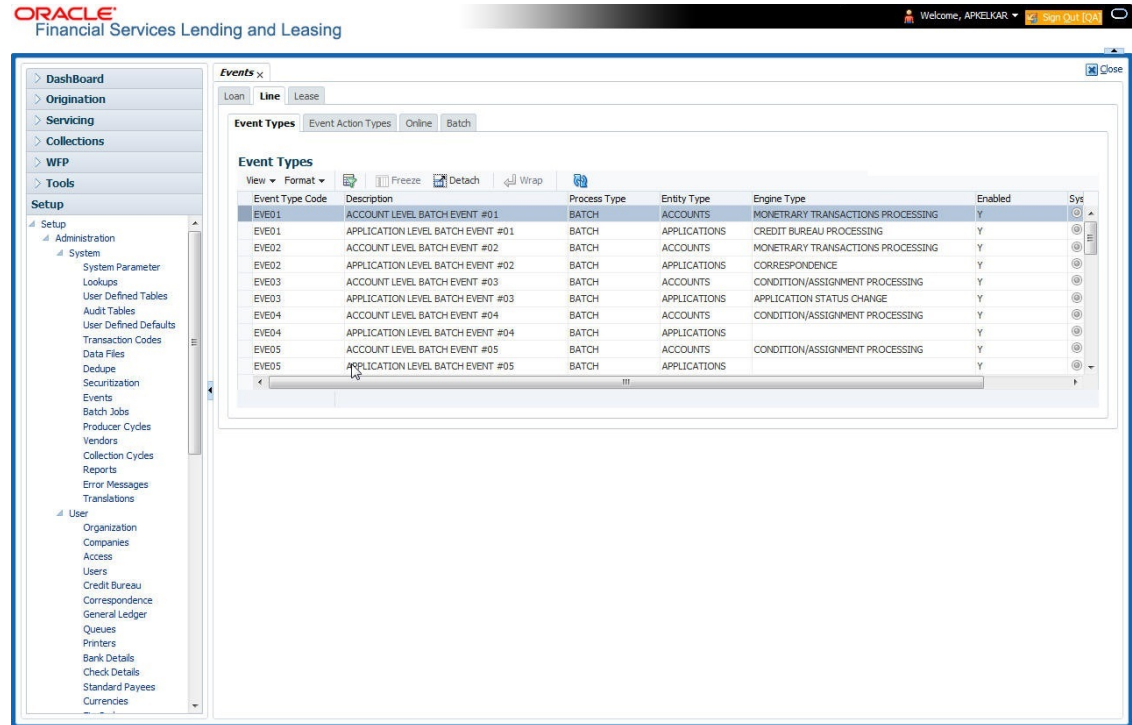 ORACLE
Financial Services Lending and Leasing
Welcome, APKELKAR
Sign Out [QA]
DashBoard
Origination
Servicing
Collections
WFP
Tools
Setup
Setup
Administration
System
System Parameter
Lookups
User Defined Tables
Audit Tables
User Defined Defaults
Transaction Codes
Data Files
Dedupe
Securitization
Events
Batch Jobs
Producer Cycles
Vendors
Collection Cycles
Reports
Error Messages
Translations
User
Organization
Companies
Access
Users
Credit Bureau
Correspondence
General Ledger
Queues
Printers
Bank Details
Check Details
Standard Payees
Currencies
Events x
Close
Loan Line Lease
Event Types Event Action Types Online Batch
Event Types
View Format Freeze Detach Wrap
Event Type Code Description Process Type Entity Type Engine Type Enabled Sys
EVE01 ACCOUNT LEVEL BATCH EVENT #01 BATCH ACCOUNTS MONETRARY TRANSACTIONS PROCESSING Y
EVE01 APPLICATION LEVEL BATCH EVENT #01 BATCH APPLICATIONS CREDIT BUREAU PROCESSING Y
EVE02 ACCOUNT LEVEL BATCH EVENT #02 BATCH ACCOUNTS MONETRARY TRANSACTIONS PROCESSING Y
EVE02 APPLICATION LEVEL BATCH EVENT #02 BATCH APPLICATIONS CORRESPONDENCE Y
EVE03 ACCOUNT LEVEL BATCH EVENT #03 BATCH ACCOUNTS CONDITION/ASSIGNMENT PROCESSING Y
EVE03 APPLICATION LEVEL BATCH EVENT #03 BATCH APPLICATIONS APPLICATION STATUS CHANGE Y
EVE04 ACCOUNT LEVEL BATCH EVENT #04 BATCH ACCOUNTS CONDITION/ASSIGNMENT PROCESSING Y
EVE04 APPLICATION LEVEL BATCH EVENT #04 BATCH APPLICATIONS Y
EVE05 ACCOUNT LEVEL BATCH EVENT #05 BATCH ACCOUNTS CONDITION/ASSIGNMENT PROCESSING Y
EVE05 APPLICATION LEVEL BATCH EVENT #05 BATCH APPLICATIONS Y